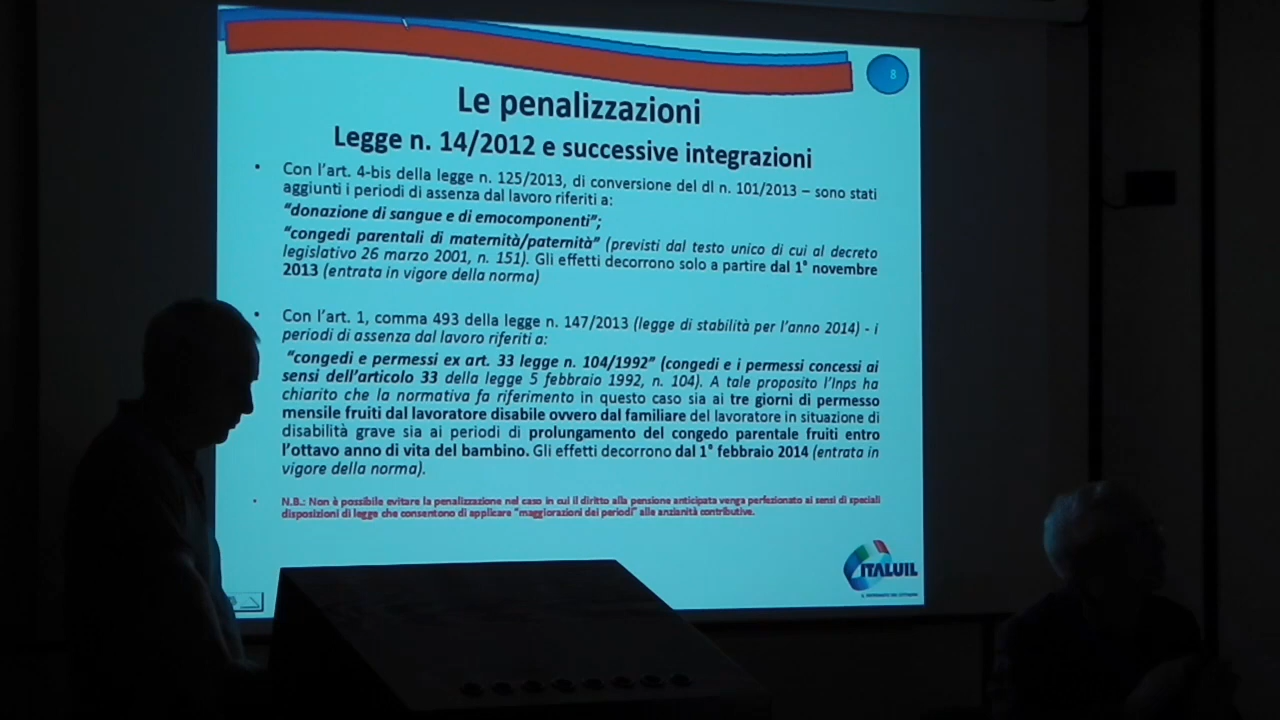 8
Le penalizzazioni
Legge n. 14/2012 e successive integrazioni
• Con l'art. 4-bis della legge n. 125/2013, di conversione del dl n. 101/2013 – sono stati
aggiunti i periodi di assenza dal lavoro riferiti a:
"donazione di sangue e di emocomponenti";
"congedi parentali di maternità/paternità" (previsti dal testo unico di cui al decreto
legislativo 26 marzo 2001, n. 151). Gli effetti decorrono solo a partire dal 1° novembre
2013 (entrata in vigore della norma)
• Con l'art. 1, comma 493 della legge n. 147/2013 (legge di stabilità per l'anno 2014) - i
periodi di assenza dal lavoro riferiti a:
"congedi e permessi ex art. 33 legge n. 104/1992" (congedi e i permessi concessi ai
sensi dell'articolo 33 della legge 5 febbraio 1992, n. 104). A tale proposito l'Inps ha
chiarito che la normativa fa riferimento in questo caso sia ai tre giorni di permesso
mensile fruiti dal lavoratore disabile ovvero dal familiare del lavoratore in situazione di
disabilità grave sia ai periodi di prolungamento del congedo parentale fruiti entro
l'ottavo anno di vita del bambino. Gli effetti decorrono dal 1° febbraio 2014 (entrata in
vigore della norma).
• N.B.: Non è possibile evitare la penalizzazione nel caso in cui il diritto alla pensione anticipata venga perfezionato ai sensi di speciali
disposizioni di legge che consentono di applicare "maggiorazioni dei periodi" alle anzianità contributive.
ITALUIL